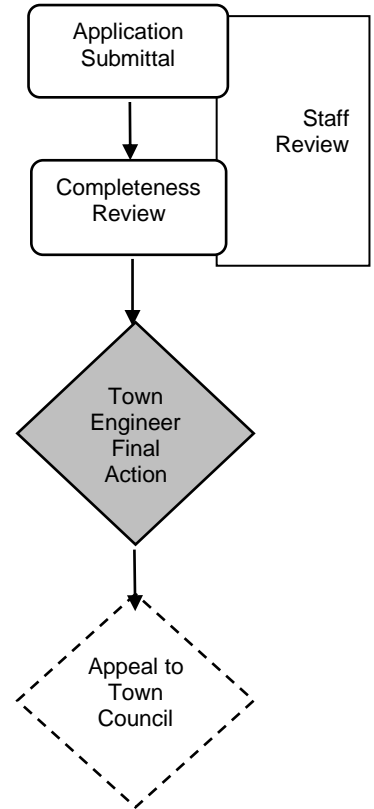 Application
Submittal
Staff
Review
Completeness
Review
Town
Engineer
Final
Action
Appeal to
Town
Council